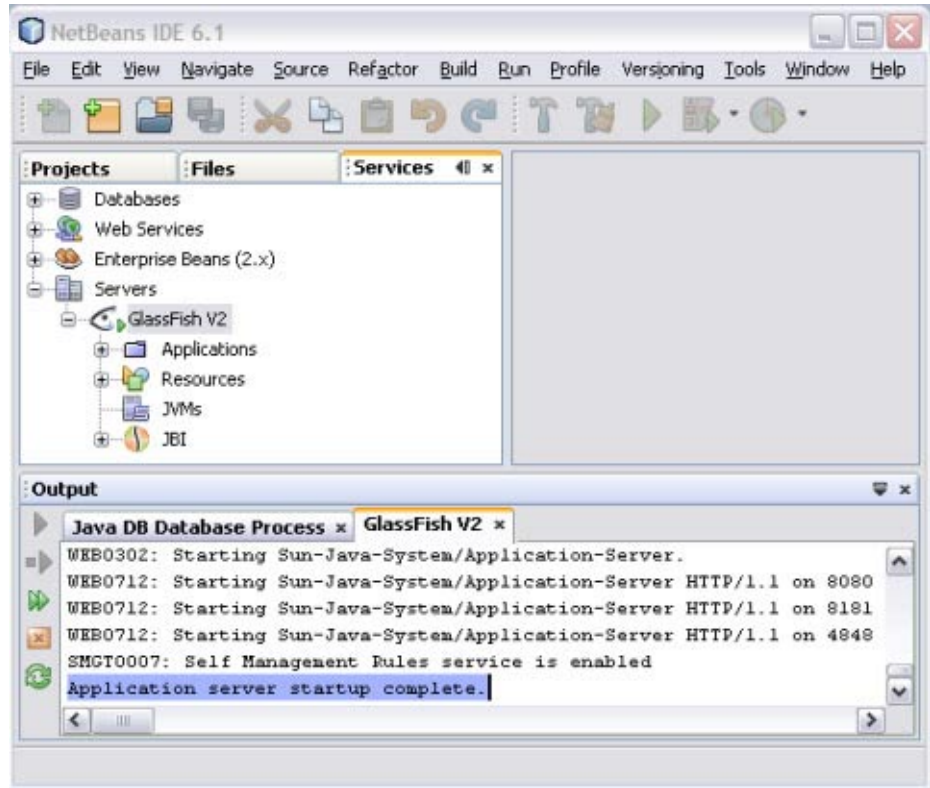 NetBeans IDE 6.1
File Edit View Navigate Source Refactor Build Run Profile Versioning Tools Window Help
Projects Files Services
Databases
Web Services
Enterprise Beans (2.x)
Servers
GlassFish V2
Applications
Resources
JVMs
JBI
Output
Java DB Database Process GlassFish V2
WEB0302: Starting Sun-Java-System/Application-Server.
WEB0712: Starting Sun-Java-System/Application-Server HTTP/1.1 on 8080
WEB0712: Starting Sun-Java-System/Application-Server HTTP/1.1 on 8181
WEB0712: Starting Sun-Java-System/Application-Server HTTP/1.1 on 4848
SMGT0007: Self Management Rules service is enabled
Application server startup complete.